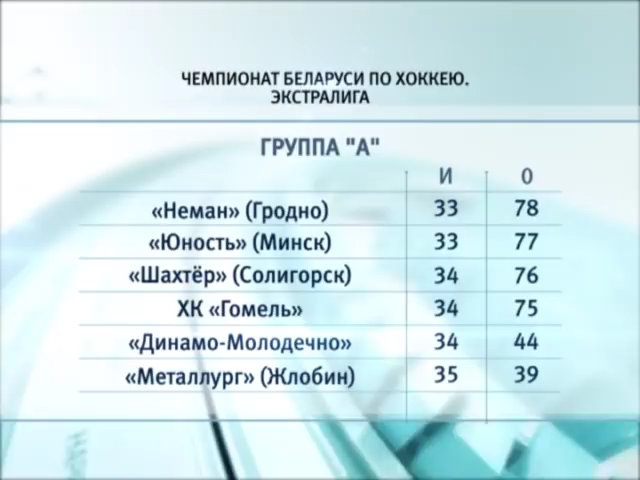 ЧЕМПИОНАТ БЕЛАРУСИ ПО ХОККЕЮ.
ЭКСТРАЛИГА
ГРУППА "А"
И О
«Неман» (Гродно) 33 78
«Юность» (Минск) 33 77
«Шахтёр» (Солигорск) 34 76
ХК «Гомель» 34 75
«Динамо-Молодечно» 34 44
«Металлург» (Жлобин) 35 39